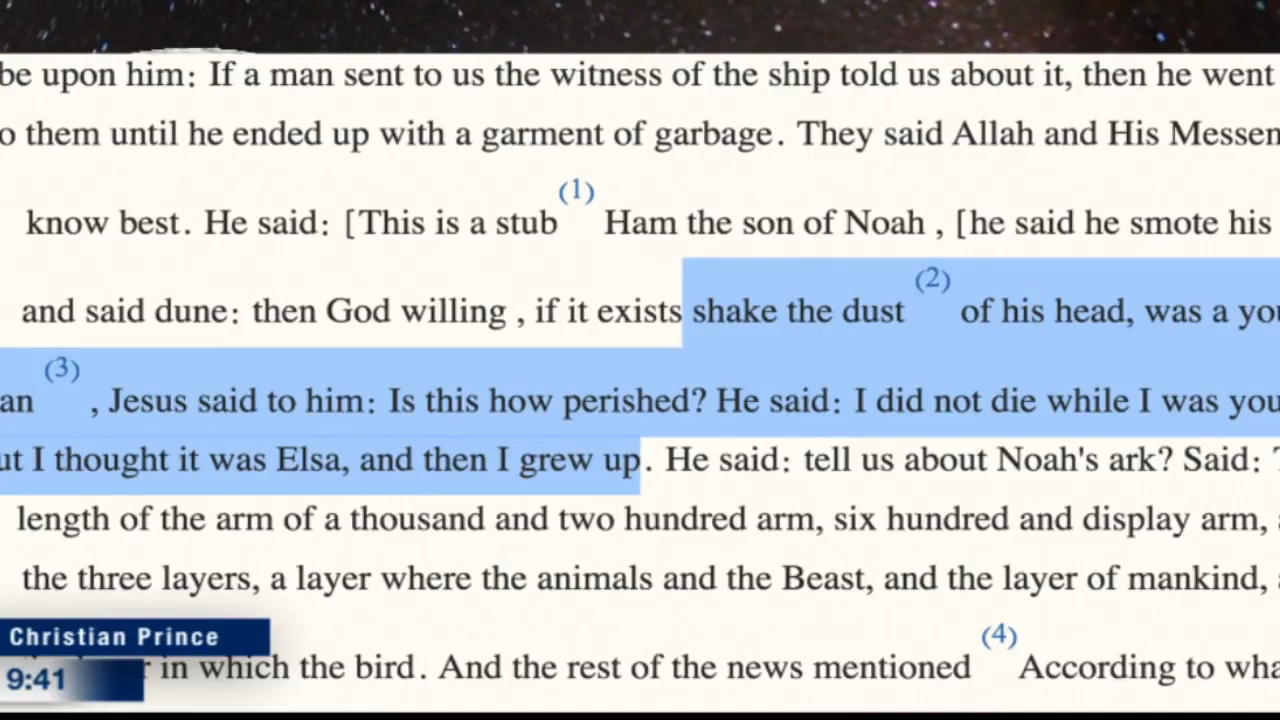 be upon him: If a man sent to us the witness of the ship told us about it, then he went
o them until he ended up with a garment of garbage. They said Allah and His Messen
know best. He said: [This is a stub (1) Ham the son of Noah , [he said he smote his
and said dune: then God willing , if it exists shake the dust (2) of his head, was a you
an (3) , Jesus said to him: Is this how perished? He said: I did not die while I was you
ut I thought it was Elsa, and then I grew up. He said: tell us about Noah's ark? Said: T
length of the arm of a thousand and two hundred arm, six hundred and display arm,
the three layers, a layer where the animals and the Beast, and the layer of mankind,
Christian Prince
r in which the bird. And the rest of the news mentioned (4) According to wha
9:41